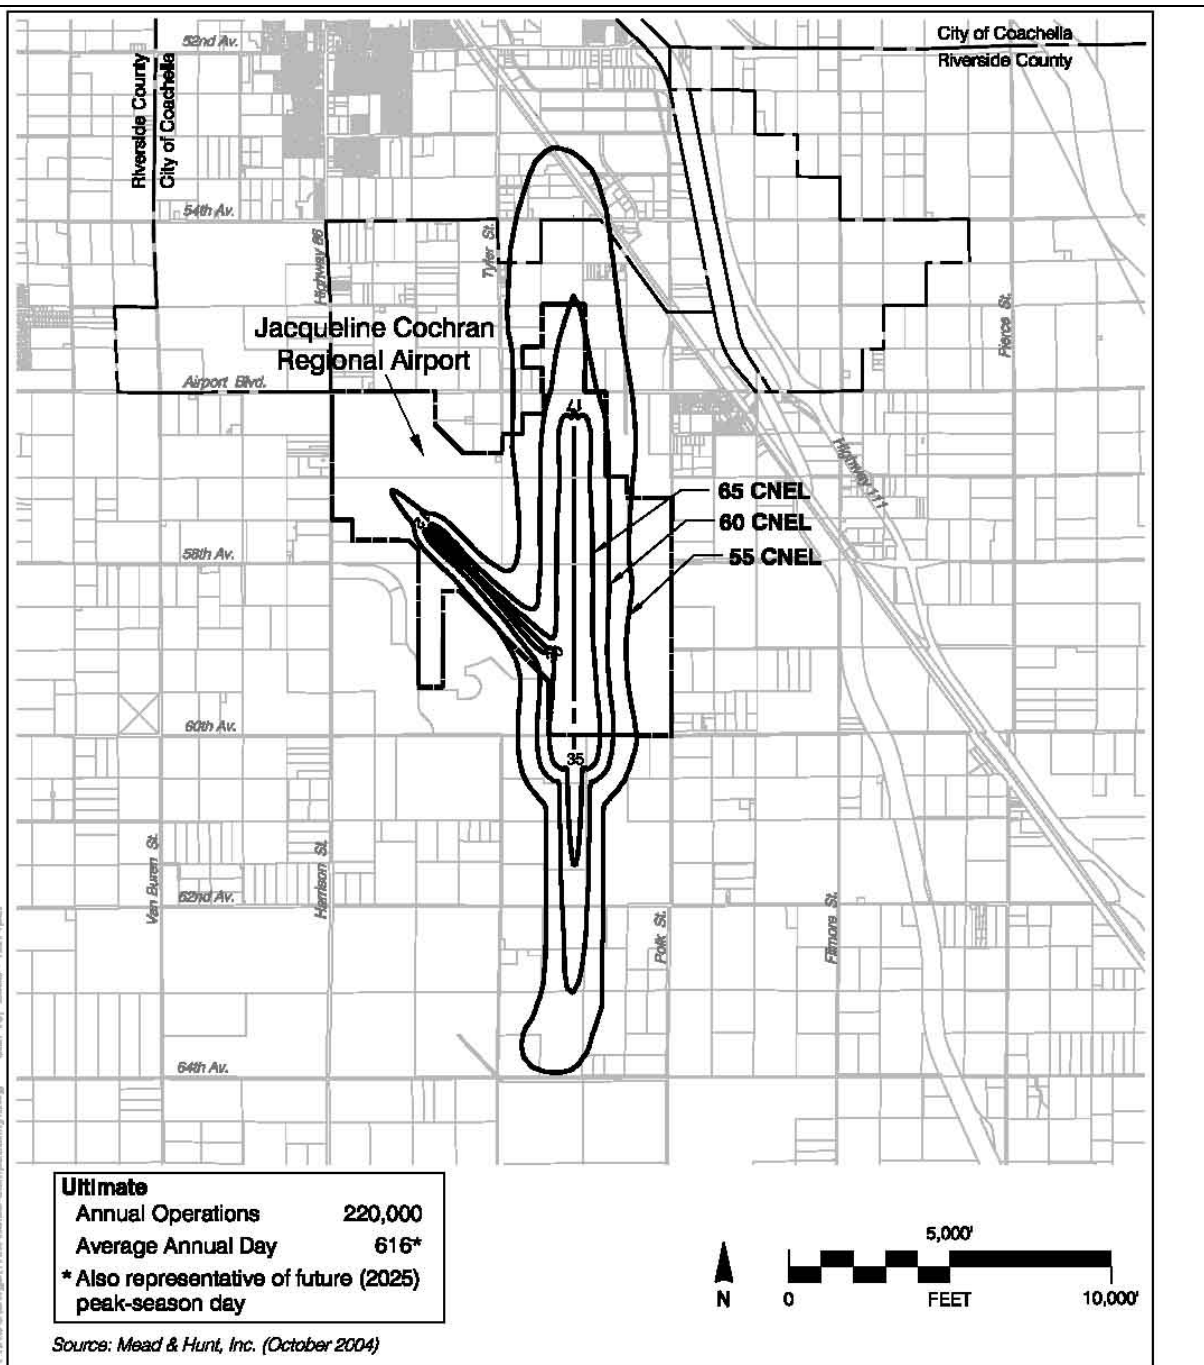 City of Coachella
Riverside County
52nd Av.
Riverside County
City of Coachella
54th Av.
Highway 86
Tyler St.
Pierce St.
Jacqueline Cochran
Regional Airport
Airport Blvd.
17
Highway 111
65 CNEL
60 CNEL
55 CNEL
58th Av.
60th Av.
35
Van Buren St.
Harrison St.
62nd Av.
Polk St.
Fillmore St.
64th Av.
Ultimate
Annual Operations 220,000
Average Annual Day 616*
* Also representative of future (2025)
peak-season day
5,000'
N
0 FEET 10,000'
Source: Mead & Hunt, Inc. (October 2004)